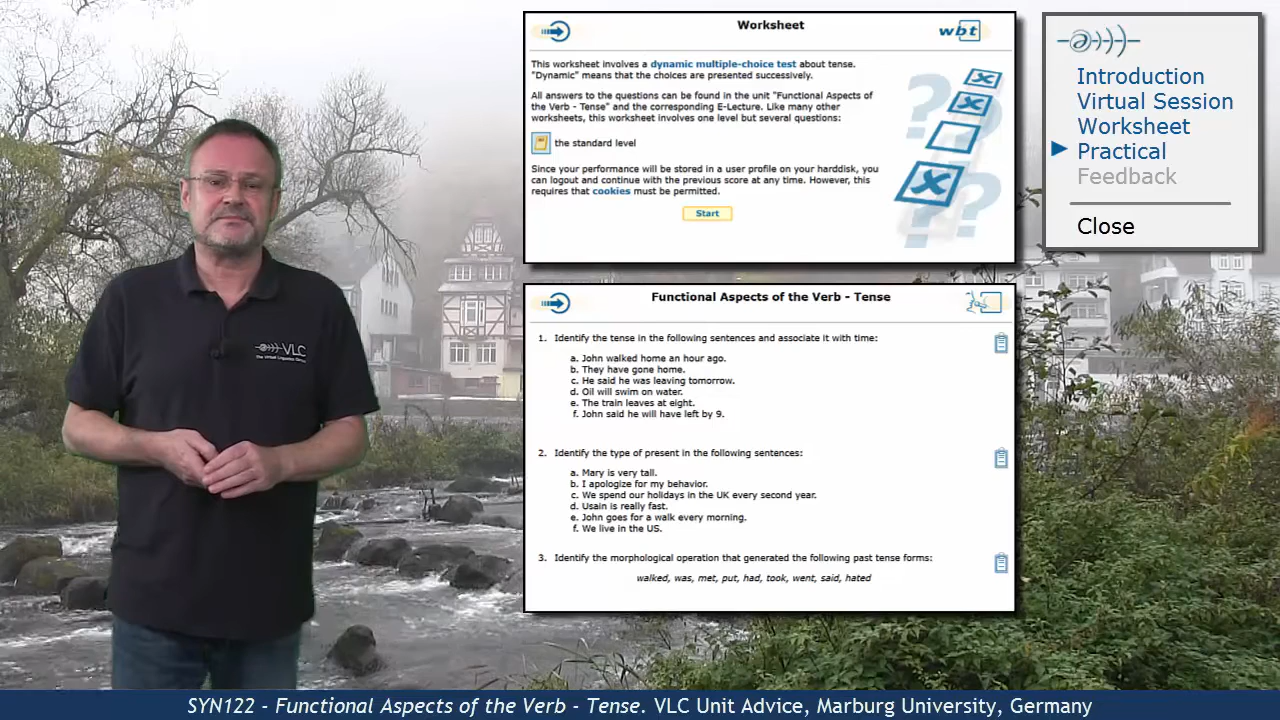 Worksheet
wbt
This worksheet involves a dynamic multiple-choice test about tense.
"Dynamic" means that the choices are presented successively.
All answers to the questions can be found in the unit "Functional Aspects of
the Verb - Tense" and the corresponding E-Lecture. Like many other
worksheets, this worksheet involves one level but several questions:
the standard level
Since your performance will be stored in a user profile on your harddisk, you
can logout and continue with the previous score at any time. However, this
requires that cookies must be permitted.
Start
Functional Aspects of the Verb - Tense
1. Identify the tense in the following sentences and associate it with time:
a. John walked home an hour ago.
b. They have gone home.
c. He said he was leaving tomorrow.
d. Oil will swim on water.
e. The train leaves at eight.
f. John said he will have left by 9.
2. Identify the type of present in the following sentences:
a. Mary is very tall.
b. I apologize for my behavior.
c. We spend our holidays in the UK every second year.
d. Usain is really fast.
e. John goes for a walk every morning.
f. We live in the US.
3. Identify the morphological operation that generated the following past tense forms:
walked, was, met, put, had, took, went, said, hated
Introduction
Virtual Session
Worksheet
Practical
Feedback
Close
VLC
The Virtual Linguistics Campus
SYN122 - Functional Aspects of the Verb - Tense. VLC Unit Advice, Marburg University, Germany